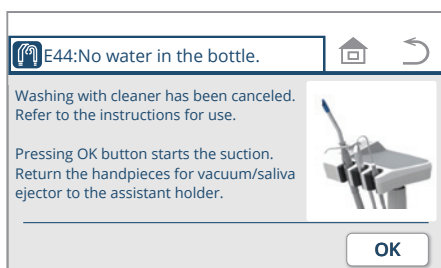 E44:No water in the bottle.
Washing with cleaner has been canceled.
Refer to the instructions for use.
Pressing OK button starts the suction.
Return the handpieces for vacuum/saliva
ejector to the assistant holder.
OK